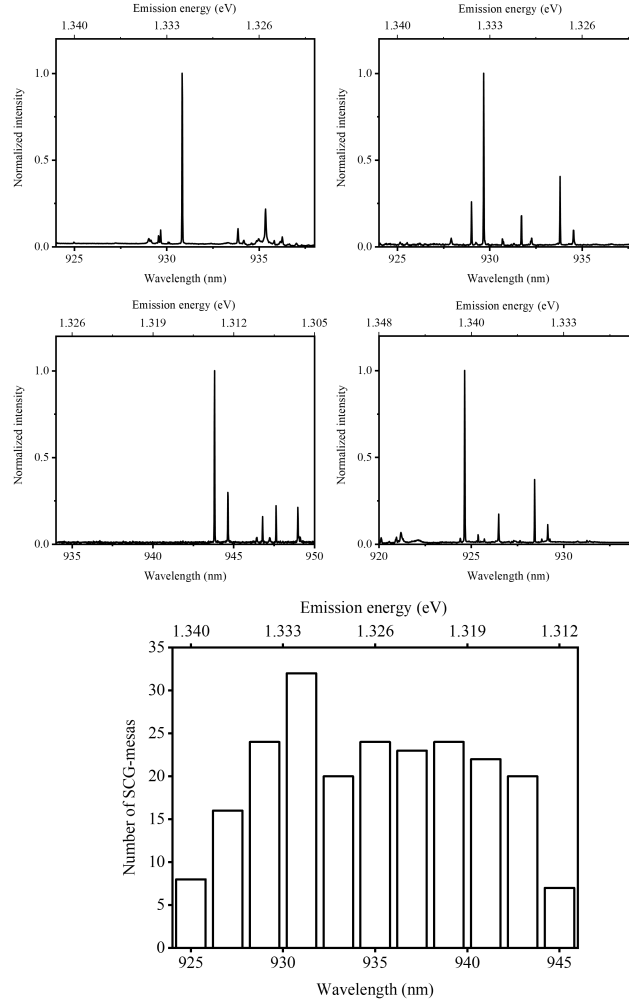 Emission energy (eV)
1.340 1.333 1.326
Normalized intensity
1.0
0.5
0.0
925 930 935
Wavelength (nm)
Emission energy (eV)
1.340 1.333 1.326
Normalized intensity
1.0
0.5
0.0
925 930 935
Wavelength (nm)
Emission energy (eV)
1.326 1.319 1.312 1.305
Normalized intensity
1.0
0.5
0.0
935 940 945 950
Wavelength (nm)
Emission energy (eV)
1.348 1.340 1.333
Normalized intensity
1.0
0.5
0.0
920 925 930
Wavelength (nm)
Emission energy (eV)
1.340 1.333 1.326 1.319 1.312
Number of SCG-mesas
35
30
25
20
15
10
5
0
925 930 935 940 945
Wavelength (nm)